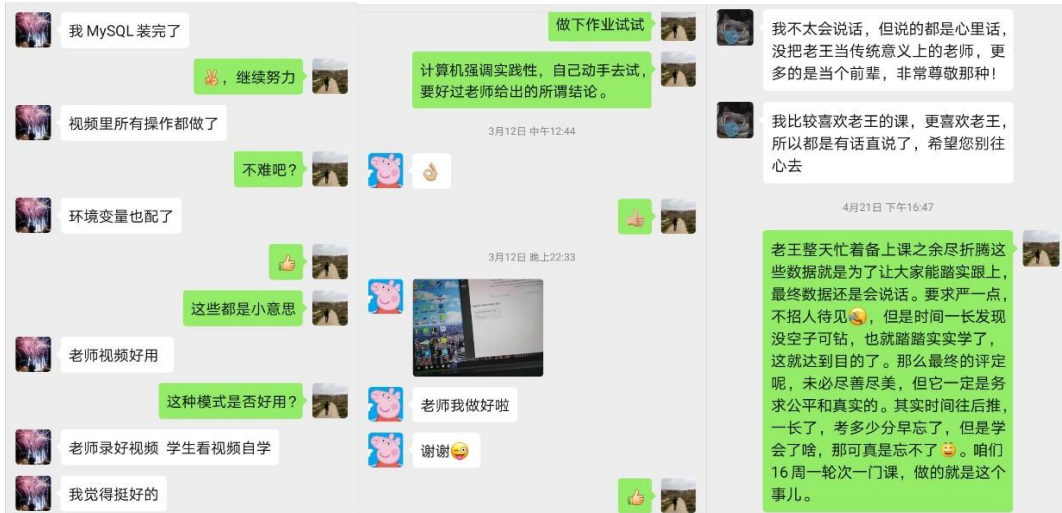 我 MySQL 装完了
✌，继续努力
视频里所有操作都做了
不难吧？
环境变量也配了
这些都是小意思
老师视频好用
这种模式是否好用？
老师录好视频 学生看视频自学
我觉得挺好的
做下作业试试
计算机强调实践性，自己动手去试，
要好过老师给出的所谓结论。
3月12日 中午12:44
3月12日 晚上22:33
老师我做好啦
谢谢😜
我不太会说话，但说的都是心里话，
没把老王当传统意义上的老师，更
多的是当个前辈，非常尊敬那种！
我比较喜欢老王的课，更喜欢老王，
所以都是有话直说了，希望您别往
心去
4月21日 下午16:47
老王整天忙着备上课之余尽折腾这
些数据就是为了让大家能踏实跟上，
最终数据还是会说话。要求严一点，
不招人待见，但是时间一长发现
没空子可钻，也就踏踏实实学了，
这就达到目的了。那么最终的评定
呢，未必尽善尽美，但它一定是务
求公平和真实的。其实时间往后推，
一长了，考多少分早忘了，但是学
会了啥，那可真是忘不了😄。咱们
16周一轮次一门课，做的就是这个
事儿。